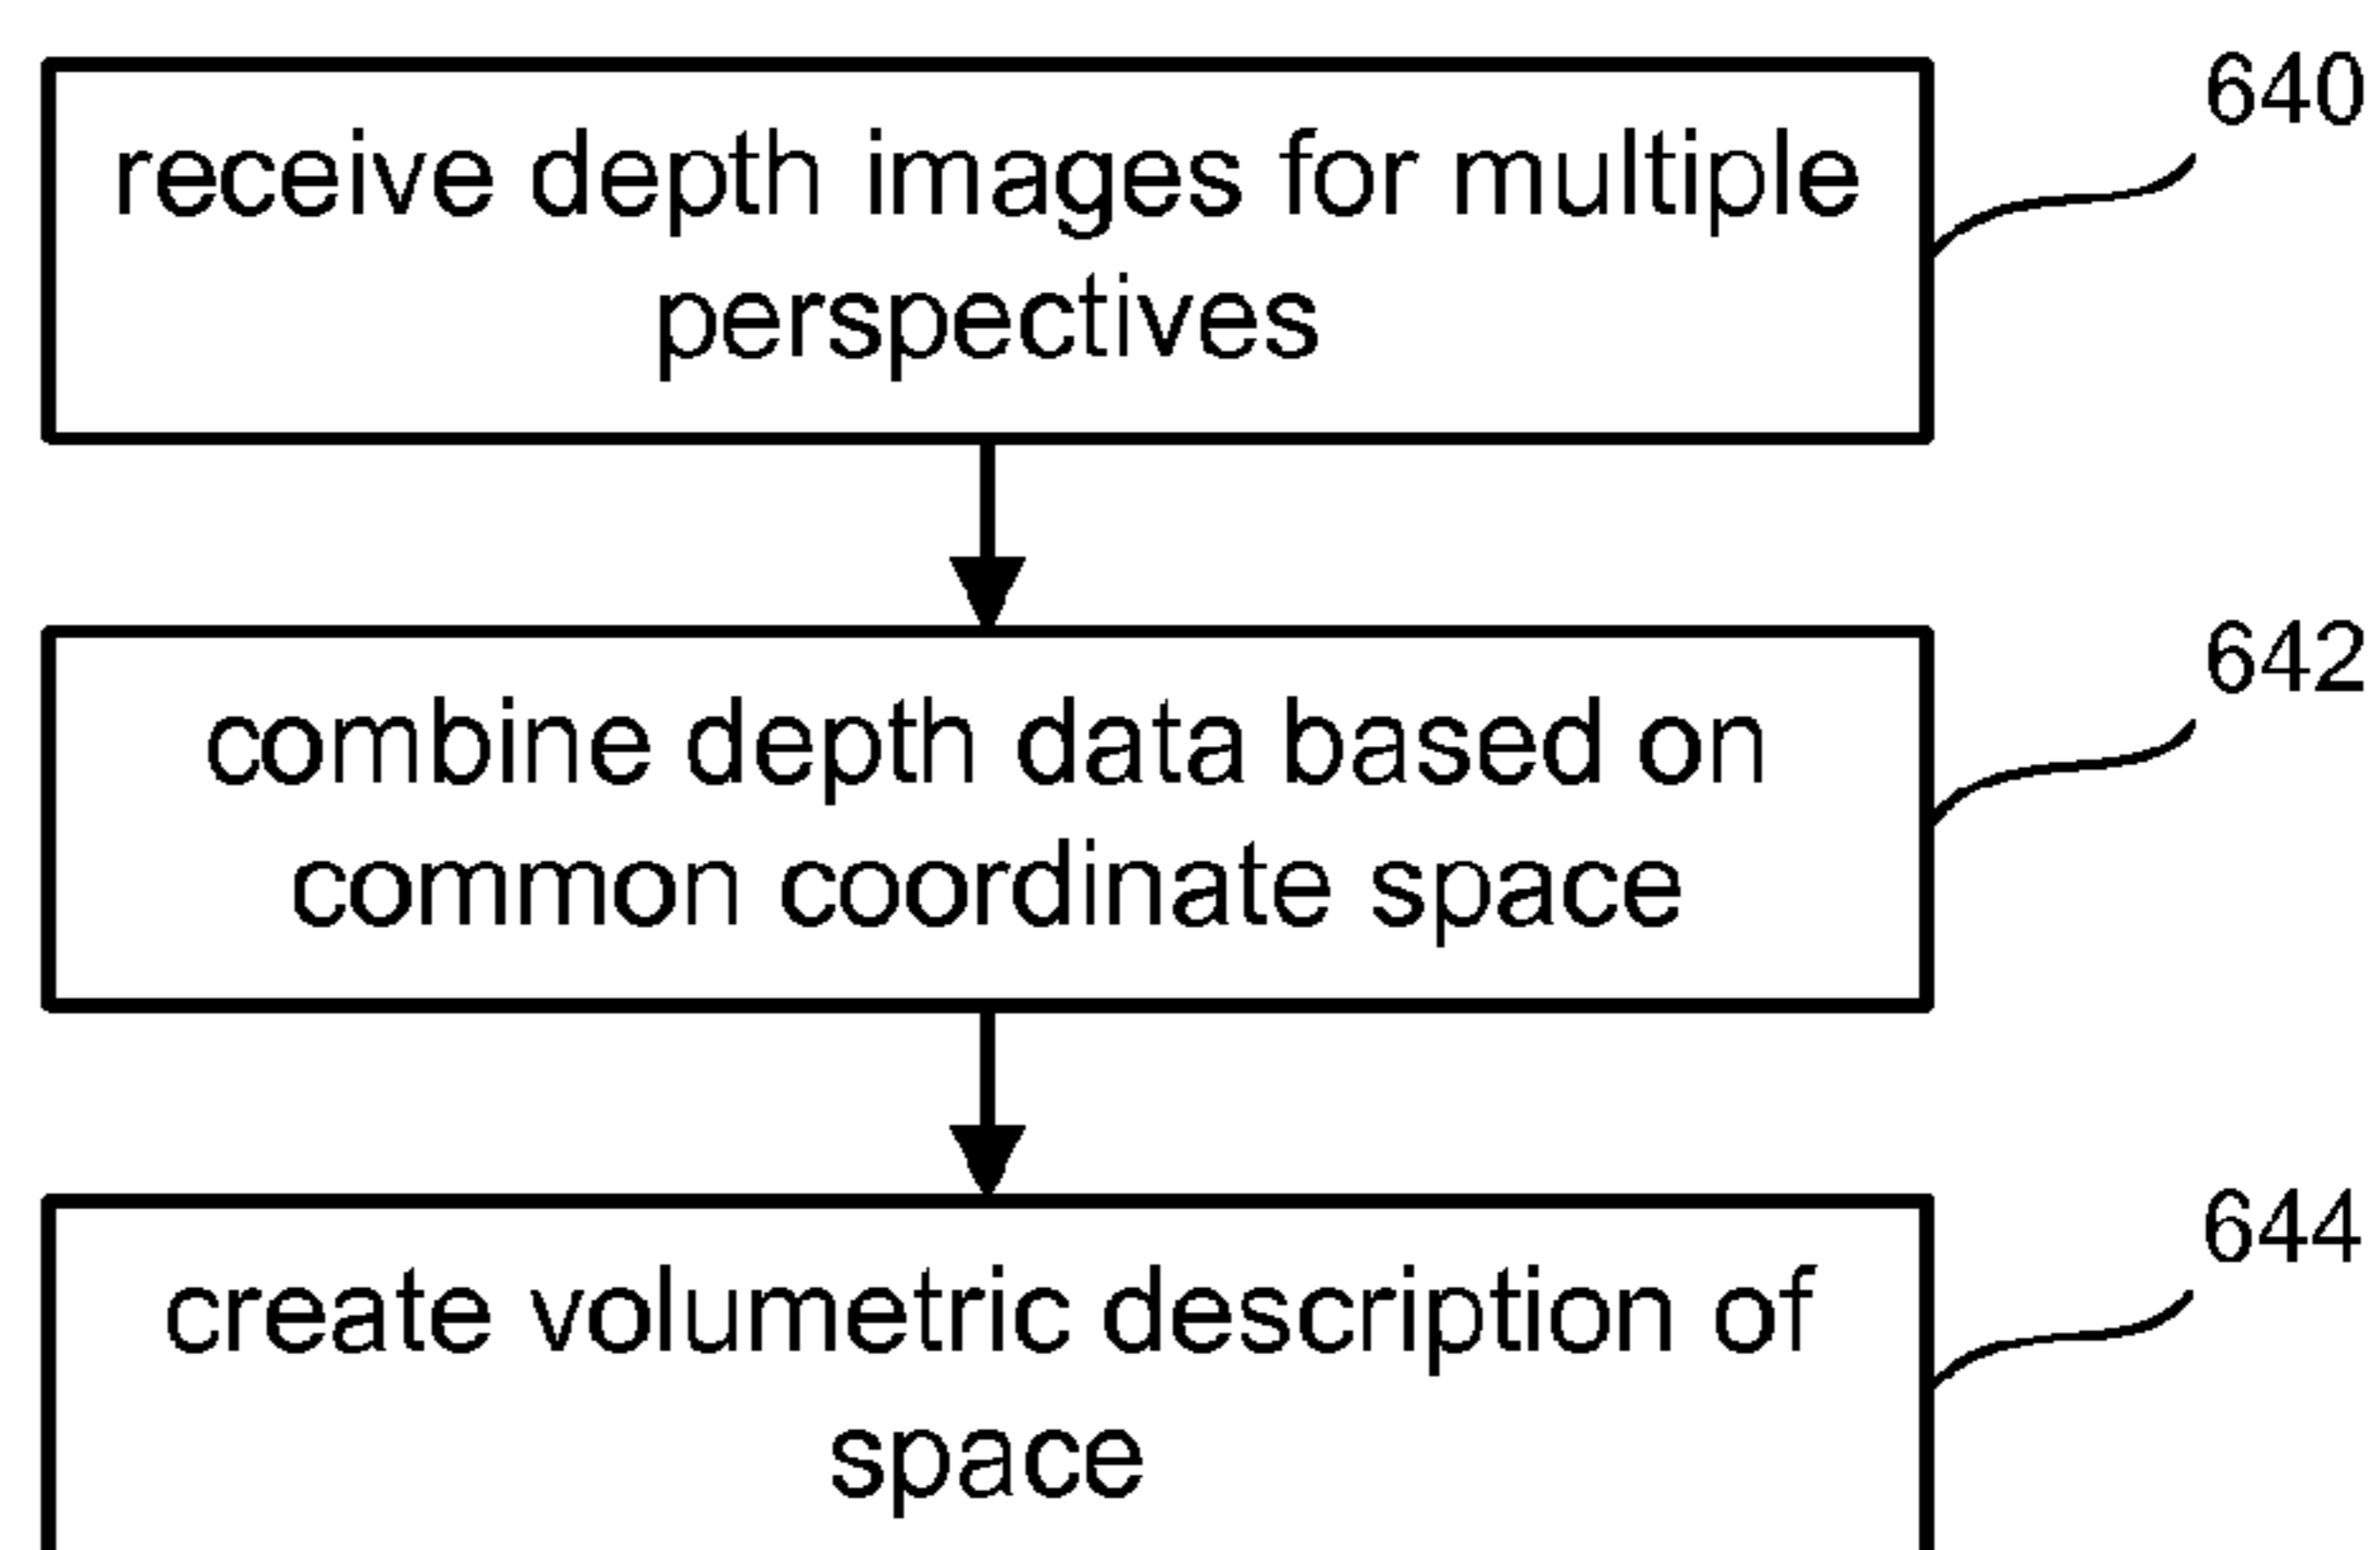 receive depth images for multiple
perspectives
640
combine depth data based on
common coordinate space
642
create volumetric description of
space
644